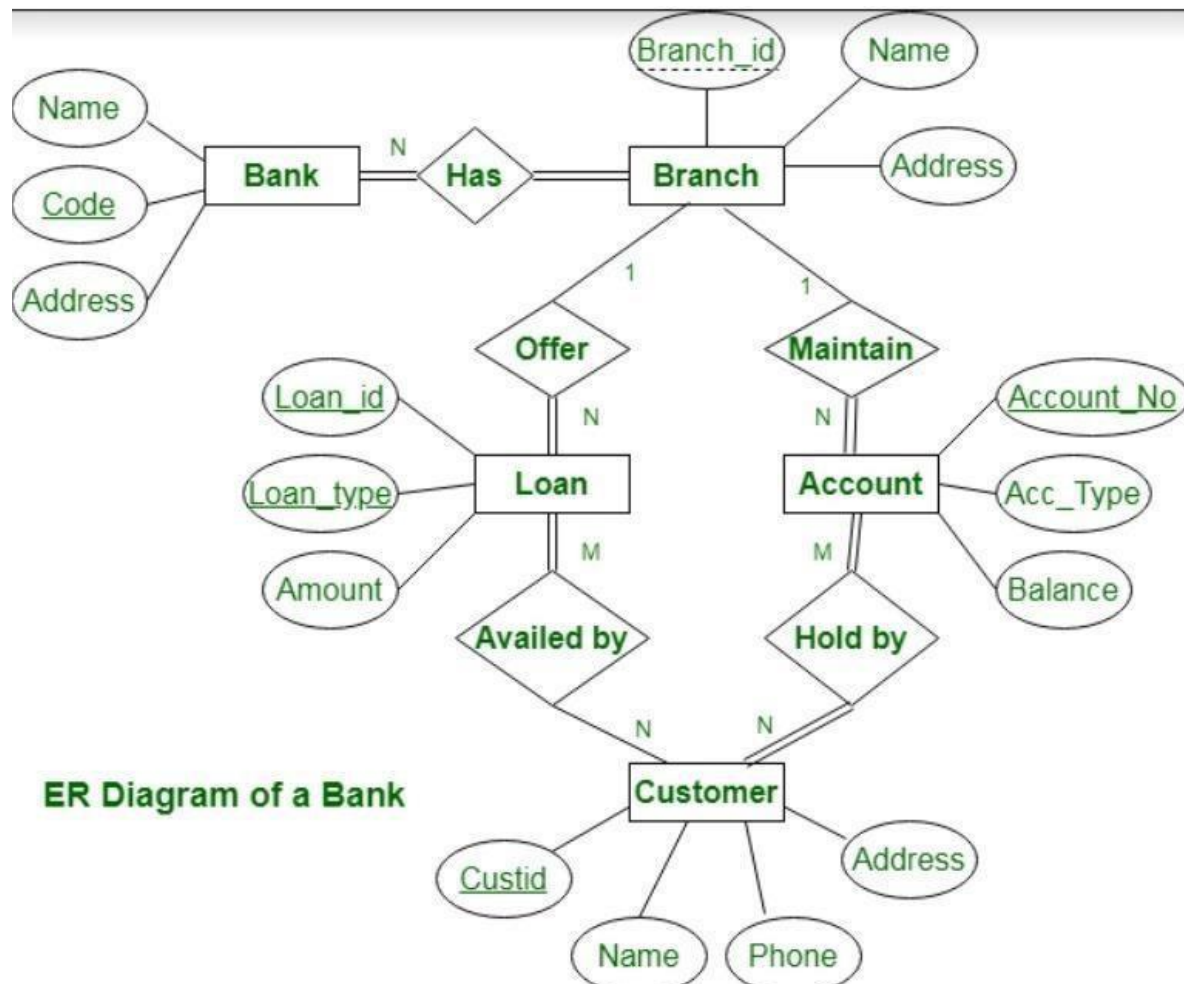 Branch_id
Name
Name
N
Bank
Has
Branch
Address
Code
Address
1
1
Offer
Maintain
Loan_id
Account_No
N
N
Loan_type
Loan
Account
Acc_Type
M
M
Amount
Balance
Availed by
Hold by
N
N
ER Diagram of a Bank
Customer
Address
Custid
Name
Phone